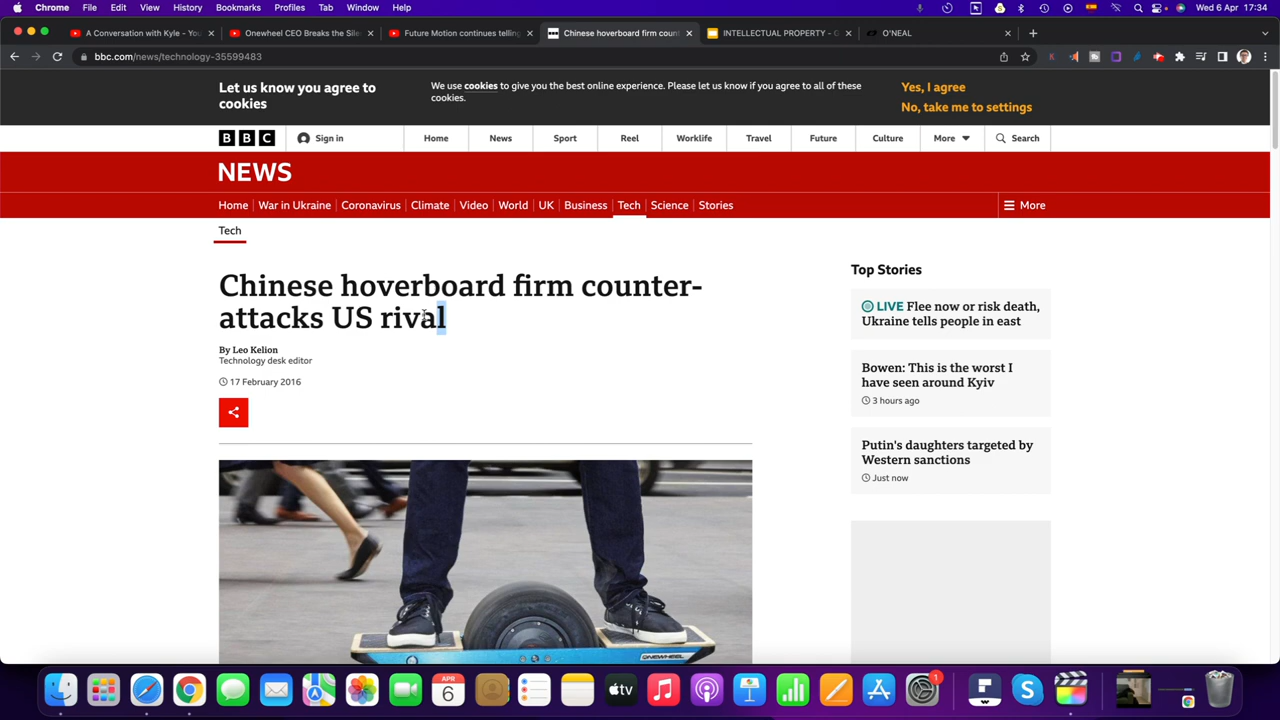 Chrome File Edit View History Bookmarks Profiles Tab Window Help Wed 6 Apr 17:34
A Conversation with Kyle - Yo Onewheel CEO Breaks the Sile Future Motion continues telling Chinese hoverboard firm coun INTELLECTUAL PROPERTY - G O'NEAL
bbc.com/news/technology-35599483
Let us know you agree to
cookies
We use cookies to give you the best online experience. Please let us know if you agree to all of these
cookies.
Yes, I agree
No, take me to settings
BBC Sign in Home News Sport Reel Worklife Travel Future Culture More Search
NEWS
Home War in Ukraine Coronavirus Climate Video World UK Business Tech Science Stories More
Tech
Chinese hoverboard firm counter-
attacks US rival
By Leo Kelion
Technology desk editor
17 February 2016
ONEWHEEL
Top Stories
LIVE Flee now or risk death,
Ukraine tells people in east
Bowen: This is the worst I
have seen around Kyiv
3 hours ago
Putin's daughters targeted by
Western sanctions
Just now
APR
6
tv
1